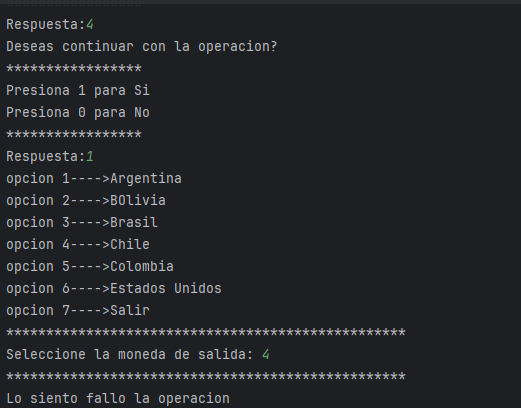 Respuesta:4
Deseas continuar con la operacion?
*****************
Presiona 1 para Si
Presiona 0 para No
*****************
Respuesta:1
opcion 1---->Argentina
opcion 2---->BOlivia
opcion 3---->Brasil
opcion 4---->Chile
opcion 5---->Colombia
opcion 6---->Estados Unidos
opcion 7---->Salir
**************************************************
Seleccione la moneda de salida: 4
**************************************************
Lo siento fallo la operacion